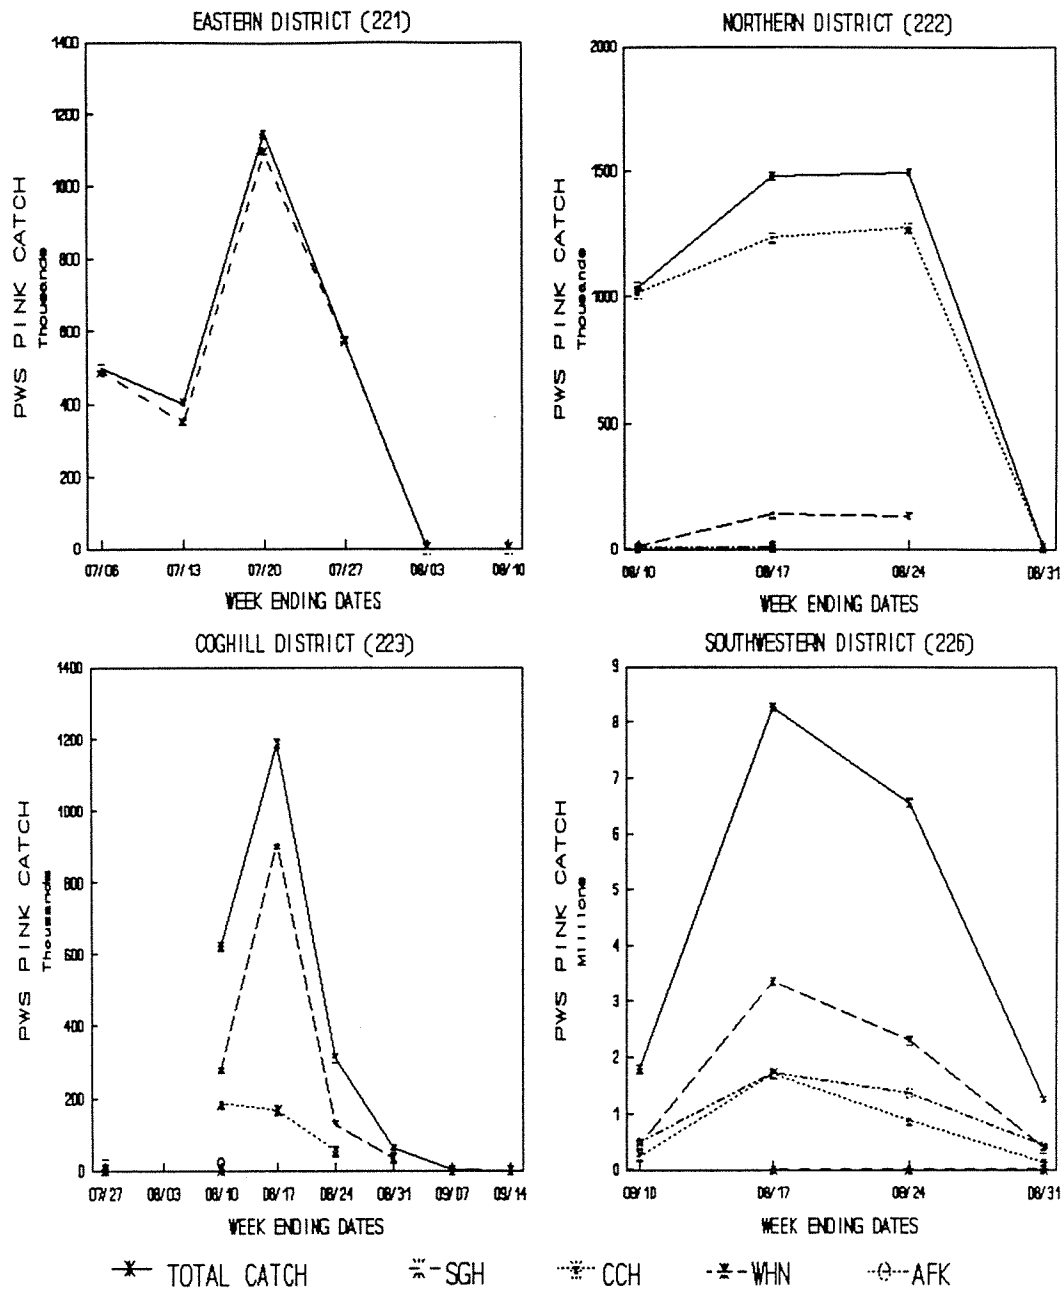 EASTERN DISTRICT (221)
PWS PINK CATCH
Thousands
1400
1200
1000
800
600
400
200
0
07/06 07/13 07/20 07/27 08/03 08/10
WEEK ENDING DATES
NORTHERN DISTRICT (222)
PWS PINK CATCH
Thousands
2000
1500
1000
500
0
08/10 08/17 08/24 08/31
WEEK ENDING DATES
COGHILL DISTRICT (223)
PWS PINK CATCH
Thousands
1400
1200
1000
800
600
400
200
0
07/27 08/03 08/10 08/17 08/24 08/31 09/07 09/14
WEEK ENDING DATES
SOUTHWESTERN DISTRICT (226)
PWS PINK CATCH
Millions
9
8
7
6
5
4
3
2
1
0
08/10 08/17 08/24 08/31
WEEK ENDING DATES
TOTAL CATCH SGH CCH WHN AFK